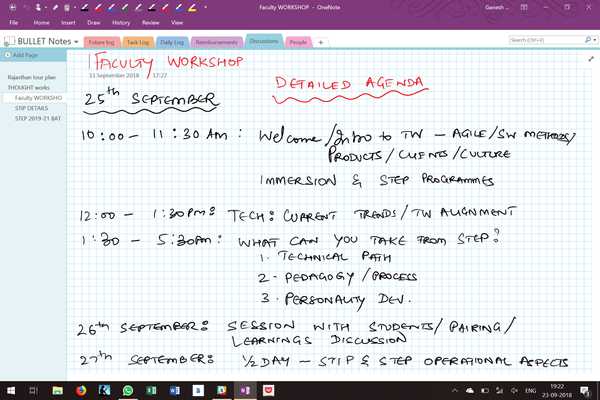 Faculty WORKSHOP - OneNote
Ganesh ..
File Home Insert Draw History Review View
BULLET Notes
Future log Task Log Daily Log Reimbursements Discussions People +
Search (Ctrl+E)
Add Page
Rajasthan tour plan
THOUGHT works
Faculty WORKSHO
STIP DETAILS
STEP 2019-21 BAT
FACULTY WORKSHOP
11 September 2018 17:27
DETAILED AGENDA
25th SEPTEMBER
10:00 - 11:30 Am : Welcome/Intro to TW - AGILE/SW METHODS/
PRODUCTS/CLIENTS/CULTURE
IMMERSION & STEP PROGRAMMES
12:00 - 1:30PM: TECH: CURRENT TRENDS/TW ALIGNMENT
1:30 - 5:30PM: WHAT CAN YOU TAKE FROM STEP?
1. TECHNICAL PATH
2. PEDAGOGY/PROCESS
3. PERSONALITY DEV.
26th SEPTEMBER: SESSION WITH STUDENTS/PAIRING/
LEARNINGS DISCUSSION
27th SEPTEMBER: 1/2 DAY - STIP & STEP OPERATIONAL ASPECTS
ENG
19:22
23-09-2018